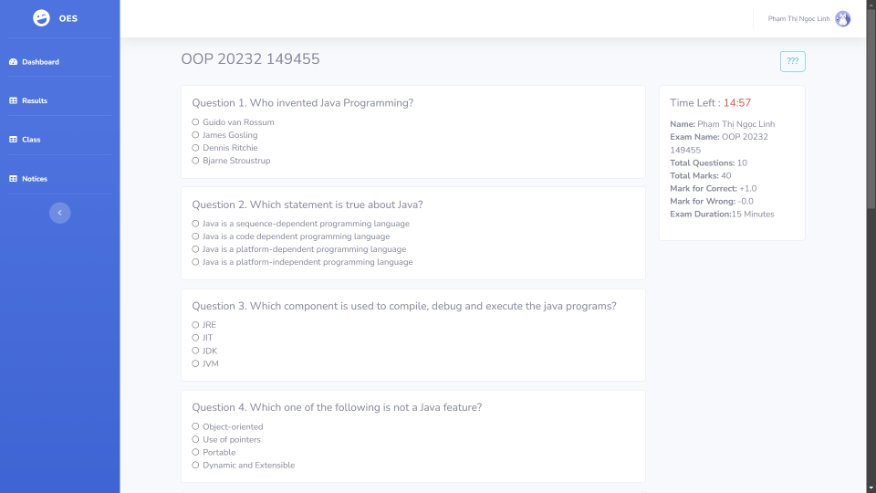 OES
Dashboard
Results
Class
Notices
Pham Thi Ngoc Linh
OOP 20232 149455
???
Question 1. Who invented Java Programming?
Guido van Rossum
James Gosling
Dennis Ritchie
Bjarne Stroustrup
Question 2. Which statement is true about Java?
Java is a sequence-dependent programming language
Java is a code dependent programming language
Java is a platform-dependent programming language
Java is a platform-independent programming language
Question 3. Which component is used to compile, debug and execute the java programs?
JRE
JIT
JDK
JVM
Question 4. Which one of the following is not a Java feature?
Object-oriented
Use of pointers
Portable
Dynamic and Extensible
Time Left : 14:57
Name: Pham Thi Ngoc Linh
Exam Name: OOP 20232
149455
Total Questions: 10
Total Marks: 40
Mark for Correct: +1.0
Mark for Wrong: -0.0
Exam Duration:15 Minutes